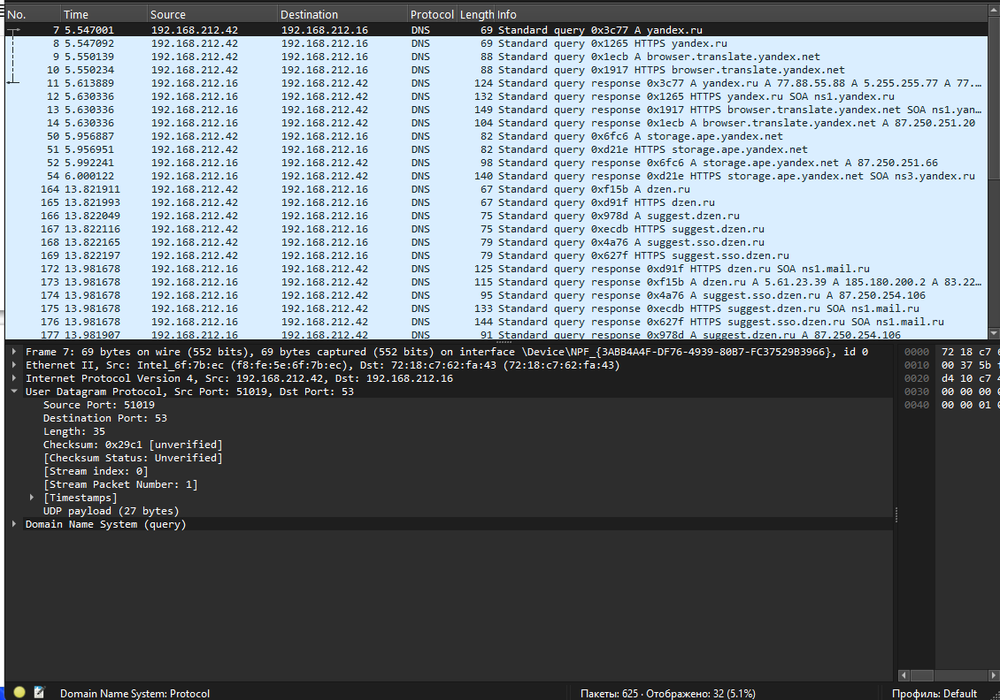 No. Time Source Destination Protocol Length Info
7 5.547001 192.168.212.42 192.168.212.16 DNS 69 Standard query 0x3c77 A yandex.ru
8 5.547092 192.168.212.42 192.168.212.16 DNS 69 Standard query 0x1265 HTTPS yandex.ru
9 5.550139 192.168.212.42 192.168.212.16 DNS 88 Standard query 0x1ecb A browser.translate.yandex.net
10 5.550234 192.168.212.42 192.168.212.16 DNS 88 Standard query 0x1917 HTTPS browser.translate.yandex.net
11 5.613889 192.168.212.16 192.168.212.42 DNS 124 Standard query response 0x3c77 A yandex.ru A 77.88.55.88 A 5.255.255.77 A 77.…
12 5.630336 192.168.212.16 192.168.212.42 DNS 132 Standard query response 0x1265 HTTPS yandex.ru SOA ns1.yandex.ru
13 5.630336 192.168.212.16 192.168.212.42 DNS 149 Standard query response 0x1917 HTTPS browser.translate.yandex.net SOA ns1.yan…
14 5.630336 192.168.212.16 192.168.212.42 DNS 104 Standard query response 0x1ecb A browser.translate.yandex.net A 87.250.251.20
50 5.956887 192.168.212.42 192.168.212.16 DNS 82 Standard query 0x6fc6 A storage.ape.yandex.net
51 5.956951 192.168.212.42 192.168.212.16 DNS 82 Standard query 0xd21e HTTPS storage.ape.yandex.net
52 5.992241 192.168.212.16 192.168.212.42 DNS 98 Standard query response 0x6fc6 A storage.ape.yandex.net A 87.250.251.66
54 6.000122 192.168.212.16 192.168.212.42 DNS 140 Standard query response 0xd21e HTTPS storage.ape.yandex.net SOA ns3.yandex.ru
164 13.821911 192.168.212.42 192.168.212.16 DNS 67 Standard query 0xf15b A dzen.ru
165 13.821993 192.168.212.42 192.168.212.16 DNS 67 Standard query 0xd91f HTTPS dzen.ru
166 13.822049 192.168.212.42 192.168.212.16 DNS 75 Standard query 0x978d A suggest.dzen.ru
167 13.822116 192.168.212.42 192.168.212.16 DNS 75 Standard query 0xecdb HTTPS suggest.dzen.ru
168 13.822165 192.168.212.42 192.168.212.16 DNS 79 Standard query 0x4a76 A suggest.sso.dzen.ru
169 13.822197 192.168.212.42 192.168.212.16 DNS 79 Standard query 0x627f HTTPS suggest.sso.dzen.ru
172 13.981678 192.168.212.16 192.168.212.42 DNS 125 Standard query response 0xd91f HTTPS dzen.ru SOA ns1.mail.ru
173 13.981678 192.168.212.16 192.168.212.42 DNS 115 Standard query response 0xf15b A dzen.ru A 5.61.23.39 A 185.180.200.2 A 83.22…
174 13.981678 192.168.212.16 192.168.212.42 DNS 95 Standard query response 0x4a76 A suggest.sso.dzen.ru A 87.250.254.106
175 13.981678 192.168.212.16 192.168.212.42 DNS 133 Standard query response 0xecdb HTTPS suggest.dzen.ru SOA ns1.mail.ru
176 13.981678 192.168.212.16 192.168.212.42 DNS 144 Standard query response 0x627f HTTPS suggest.sso.dzen.ru SOA ns1.mail.ru
177 13.981907 192.168.212.16 192.168.212.42 DNS 91 Standard query response 0x978d A suggest.dzen.ru A 87.250.254.106
Frame 7: 69 bytes on wire (552 bits), 69 bytes captured (552 bits) on interface \Device\NPF_{3ABB4A4F-DF76-4939-80B7-FC37529B3966}, id 0
Ethernet II, Src: Intel_6f:7b:ec (f8:fe:5e:6f:7b:ec), Dst: 72:18:c7:62:fa:43 (72:18:c7:62:fa:43)
Internet Protocol Version 4, Src: 192.168.212.42, Dst: 192.168.212.16
User Datagram Protocol, Src Port: 51019, Dst Port: 53
Source Port: 51019
Destination Port: 53
Length: 35
Checksum: 0x29c1 [unverified]
[Checksum Status: Unverified]
[Stream index: 0]
[Stream Packet Number: 1]
[Timestamps]
UDP payload (27 bytes)
Domain Name System (query)
0000 72 18 c7
0010 00 37 5b
0020 d4 10 c7
0030 00 00 00
0040 00 00 01
Domain Name System: Protocol
Пакеты: 625 · Отображено: 32 (5.1%)
Профиль: Default